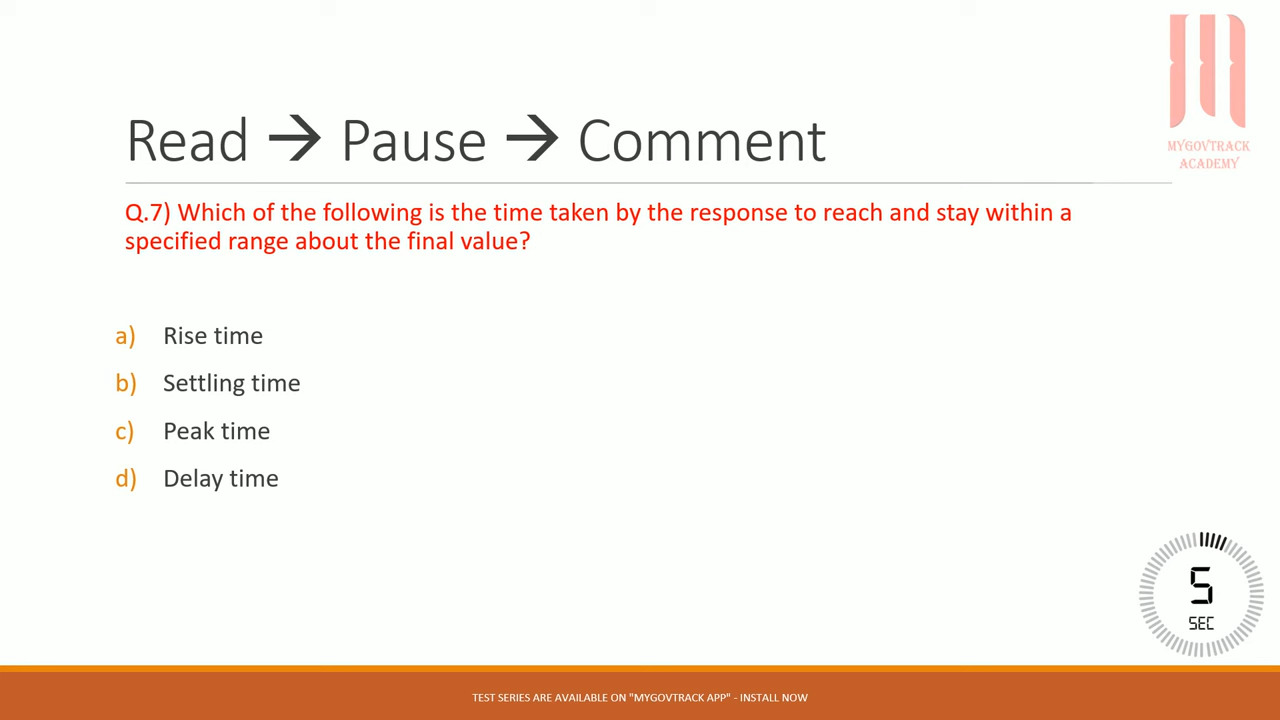 MYGOVTRACK
ACADEMY
Read → Pause → Comment
Q.7) Which of the following is the time taken by the response to reach and stay within a
specified range about the final value?
a) Rise time
b) Settling time
c) Peak time
d) Delay time
5
SEC
TEST SERIES ARE AVAILABLE ON "MYGOVTRACK APP" - INSTALL NOW